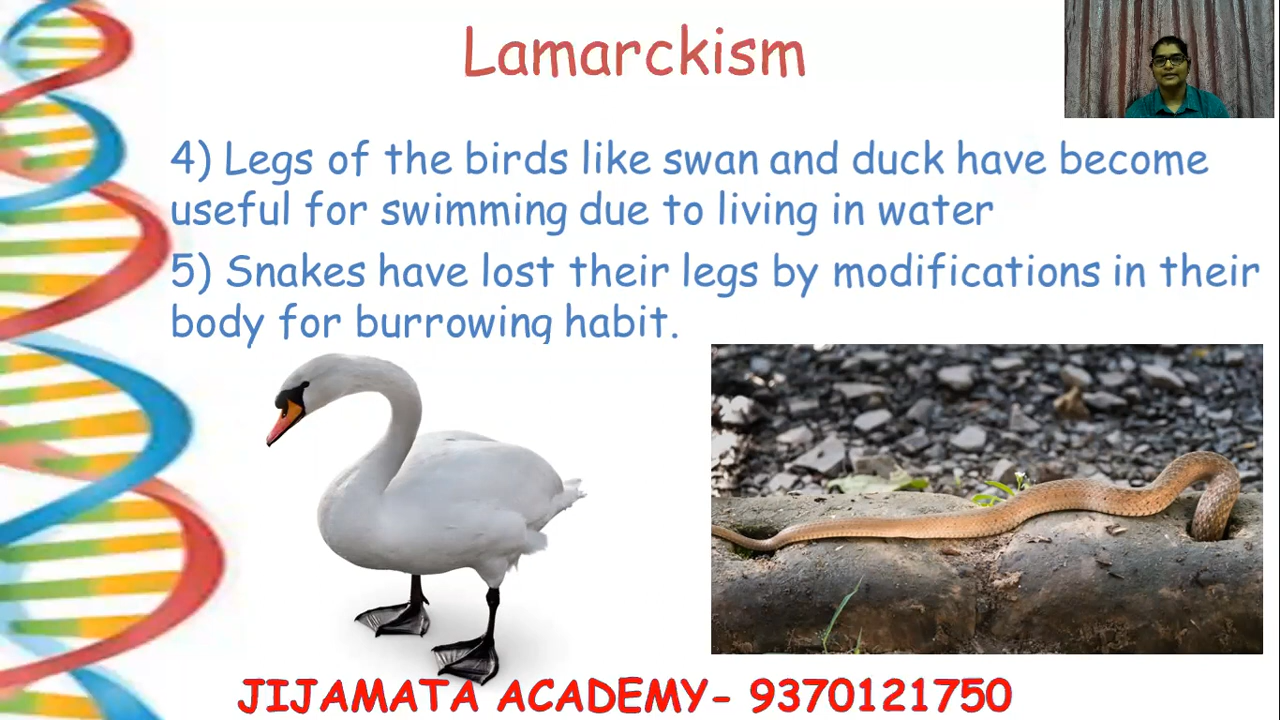 Lamarckism
4) Legs of the birds like swan and duck have become
useful for swimming due to living in water
5) Snakes have lost their legs by modifications in their
body for burrowing habit.
JIJAMATA ACADEMY- 9370121750